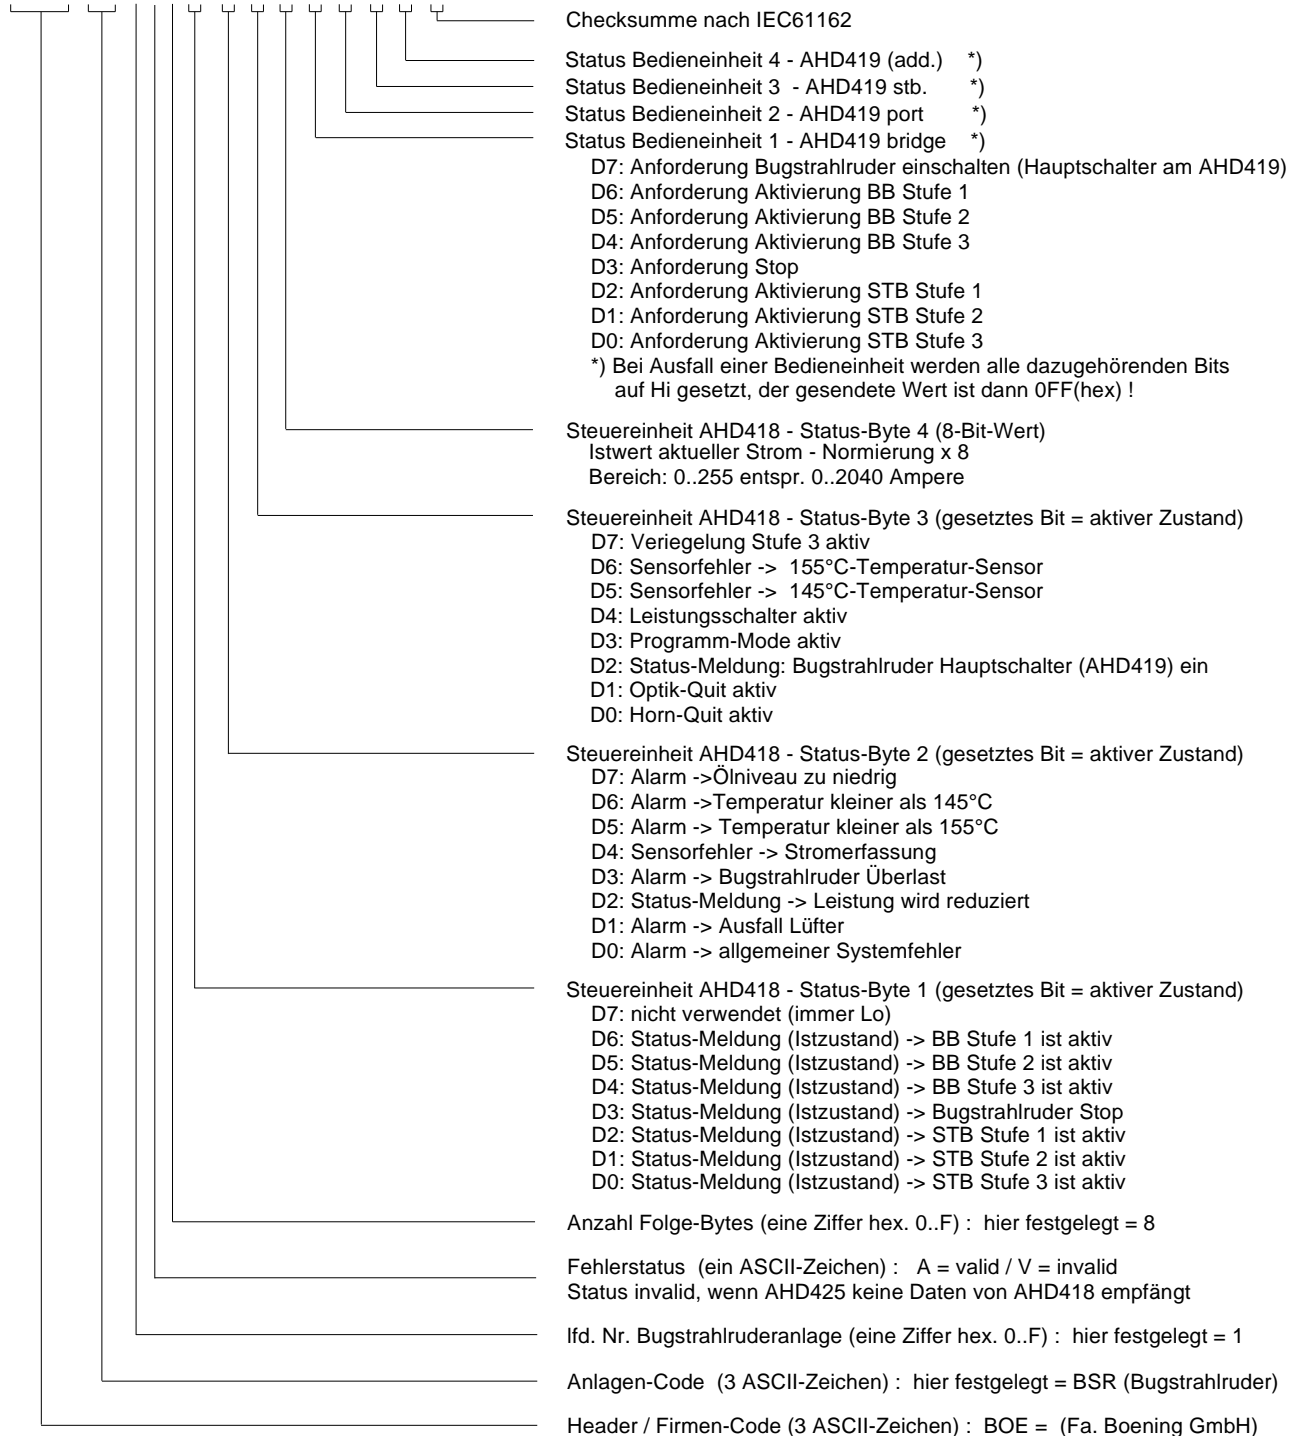 Checksumme nach IEC61162
Status Bedieneinheit 4 - AHD419 (add.) *)
Status Bedieneinheit 3 - AHD419 stb. *)
Status Bedieneinheit 2 - AHD419 port *)
Status Bedieneinheit 1 - AHD419 bridge *)
D7: Anforderung Bugstrahlruder einschalten (Hauptschalter am AHD419)
D6: Anforderung Aktivierung BB Stufe 1
D5: Anforderung Aktivierung BB Stufe 2
D4: Anforderung Aktivierung BB Stufe 3
D3: Anforderung Stop
D2: Anforderung Aktivierung STB Stufe 1
D1: Anforderung Aktivierung STB Stufe 2
D0: Anforderung Aktivierung STB Stufe 3
*) Bei Ausfall einer Bedieneinheit werden alle dazugehörenden Bits
auf Hi gesetzt, der gesendete Wert ist dann 0FF(hex) !
Steuereinheit AHD418 - Status-Byte 4 (8-Bit-Wert)
Istwert aktueller Strom - Normierung x 8
Bereich: 0..255 entspr. 0..2040 Ampere
Steuereinheit AHD418 - Status-Byte 3 (gesetztes Bit = aktiver Zustand)
D7: Veriegelung Stufe 3 aktiv
D6: Sensorfehler -> 155°C-Temperatur-Sensor
D5: Sensorfehler -> 145°C-Temperatur-Sensor
D4: Leistungsschalter aktiv
D3: Programm-Mode aktiv
D2: Status-Meldung: Bugstrahlruder Hauptschalter (AHD419) ein
D1: Optik-Quit aktiv
D0: Horn-Quit aktiv
Steuereinheit AHD418 - Status-Byte 2 (gesetztes Bit = aktiver Zustand)
D7: Alarm ->Ölniveau zu niedrig
D6: Alarm ->Temperatur kleiner als 145°C
D5: Alarm -> Temperatur kleiner als 155°C
D4: Sensorfehler -> Stromerfassung
D3: Alarm -> Bugstrahlruder Überlast
D2: Status-Meldung -> Leistung wird reduziert
D1: Alarm -> Ausfall Lüfter
D0: Alarm -> allgemeiner Systemfehler
Steuereinheit AHD418 - Status-Byte 1 (gesetztes Bit = aktiver Zustand)
D7: nicht verwendet (immer Lo)
D6: Status-Meldung (Istzustand) -> BB Stufe 1 ist aktiv
D5: Status-Meldung (Istzustand) -> BB Stufe 2 ist aktiv
D4: Status-Meldung (Istzustand) -> BB Stufe 3 ist aktiv
D3: Status-Meldung (Istzustand) -> Bugstrahlruder Stop
D2: Status-Meldung (Istzustand) -> STB Stufe 1 ist aktiv
D1: Status-Meldung (Istzustand) -> STB Stufe 2 ist aktiv
D0: Status-Meldung (Istzustand) -> STB Stufe 3 ist aktiv
Anzahl Folge-Bytes (eine Ziffer hex. 0..F) : hier festgelegt = 8
Fehlerstatus (ein ASCII-Zeichen) : A = valid / V = invalid
Status invalid, wenn AHD425 keine Daten von AHD418 empfängt
lfd. Nr. Bugstrahlruderanlage (eine Ziffer hex. 0..F) : hier festgelegt = 1
Anlagen-Code (3 ASCII-Zeichen) : hier festgelegt = BSR (Bugstrahlruder)
Header / Firmen-Code (3 ASCII-Zeichen) : BOE = (Fa. Boening GmbH)